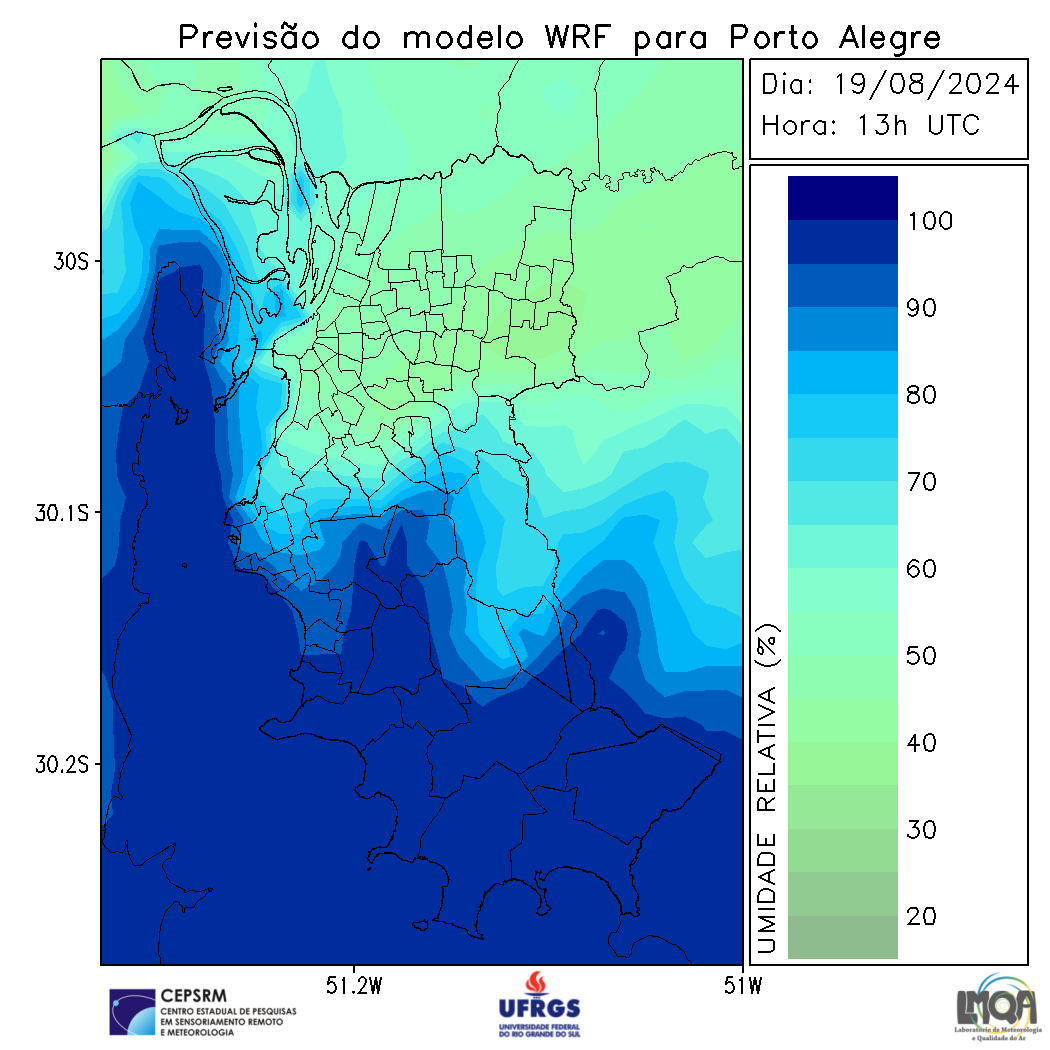 Previsão do modelo WRF para Porto Alegre
Dia: 19/08/2024
Hora: 13h UTC
30S
30.1S
30.2S
51.2W
51W
UMIDADE RELATIVA (%)
100
90
80
70
60
50
40
30
20
CEPSRM
CENTRO ESTADUAL DE PESQUISAS
EM SENSORIAMENTO REMOTO
E METEOROLOGIA
UFRGS
UNIVERSIDADE FEDERAL
DO RIO GRANDE DO SUL
LMQA
Laboratório de Meteorologia
e Qualidade do Ar